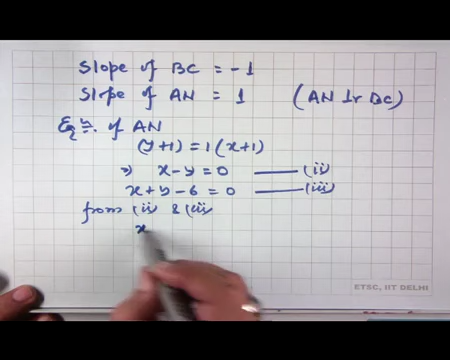 Slope of BC = -1
Slope of AN = 1 (AN ⊥r BC)
Eqn. of AN
(y+1) = 1(x+1)
⇒ x-y = 0 ——— (ii)
x+y-6 = 0 ——— (iii)
from (ii) & (iii)
x
ETSC, IIT DELHI